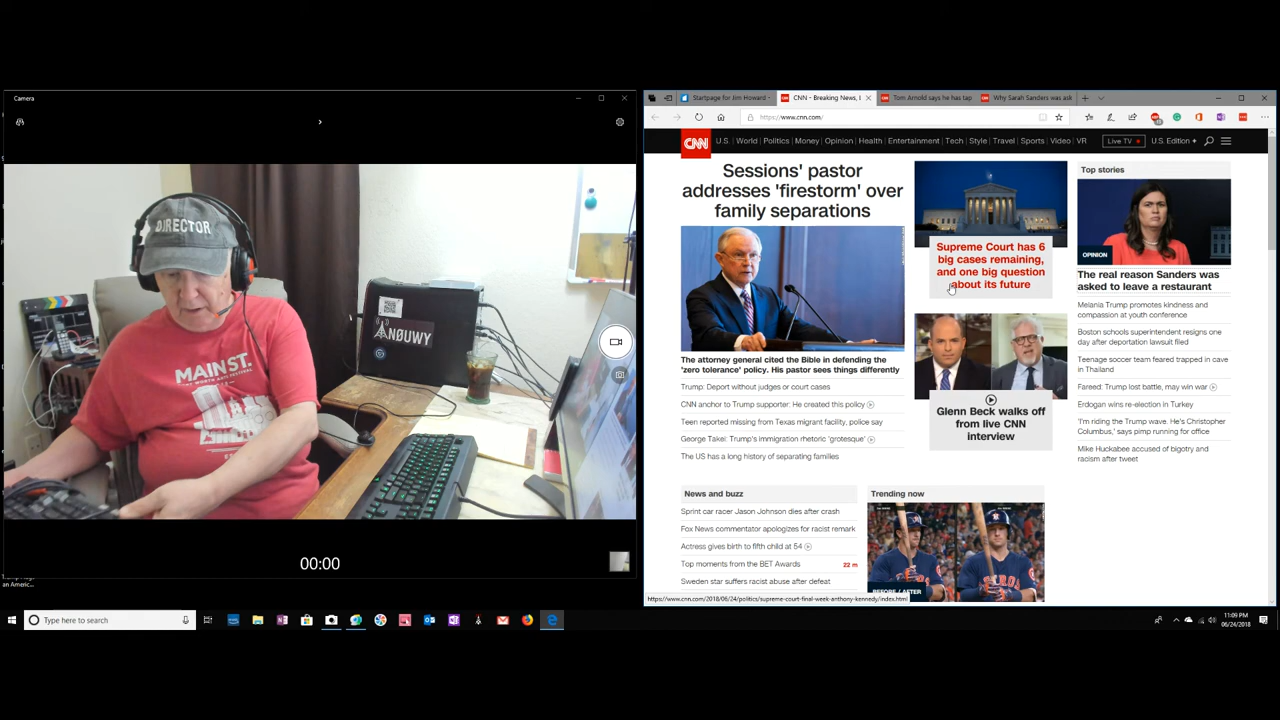 Camera
DIRECTOR
MAIN ST.
NØUWY
00:00
Startpage for Jim Howard -
CNN - Breaking News, l
Tom Arnold says he has tap
Why Sarah Sanders was ask
https://www.cnn.com/
CNN
U.S. World Politics Money Opinion Health Entertainment Tech Style Travel Sports Video VR
Live TV
U.S. Edition +
Sessions' pastor
addresses 'firestorm' over
family separations
The attorney general cited the Bible in defending the
'zero tolerance' policy. His pastor sees things differently
Trump: Deport without judges or court cases
CNN anchor to Trump supporter: He created this policy
Teen reported missing from Texas migrant facility, police say
George Takei: Trump's immigration rhetoric 'grotesque'
The US has a long history of separating families
Supreme Court has 6
big cases remaining,
and one big question
about its future
Glenn Beck walks off
from live CNN
interview
Top stories
OPINION
The real reason Sanders was
asked to leave a restaurant
Melania Trump promotes kindness and
compassion at youth conference
Boston schools superintendent resigns one
day after deportation lawsuit filed
Teenage soccer team feared trapped in cave
in Thailand
Fareed: Trump lost battle, may win war
Erdogan wins re-election in Turkey
'I'm riding the Trump wave. He's Christopher
Columbus,' says pimp running for office
Mike Huckabee accused of bigotry and
racism after tweet
News and buzz
Sprint car racer Jason Johnson dies after crash
Fox News commentator apologizes for racist remark
Actress gives birth to fifth child at 54
Top moments from the BET Awards
22 m
Sweden star suffers racist abuse after defeat
Trending now
BEFORE / AFTER
https://www.cnn.com/2018/06/24/politics/supreme-court-final-week-anthony-kennedy/index.html
an Americ...
Type here to search
11:09 PM
06/24/2018